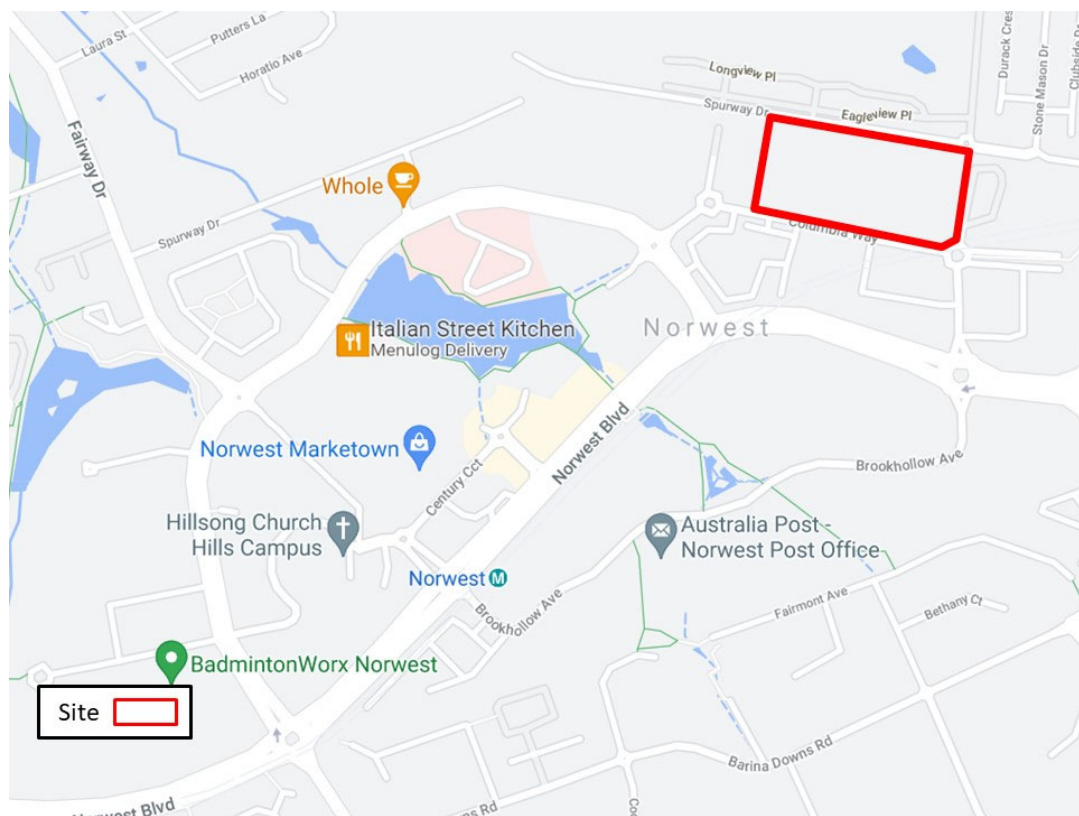 Laura St
Putters La
Horatio Ave
Durack Cres
Clubside Dr
Stone Mason Dr
Longview Pl
Spurway Dr
Eagleview Pl
Fairway Dr
Whole
Spurway Dr
Columbia Way
Italian Street Kitchen
Menulog Delivery
Norwest
Norwest Marketown
Norwest Blvd
Century Cct
Brookhollow Ave
Hillsong Church
Hills Campus
Australia Post -
Norwest Post Office
Norwest M
Brookhollow Ave
Fairmont Ave
Bethany Ct
BadmintonWorx Norwest
Site
Barina Downs Rd
Norwest Blvd
ns Rd